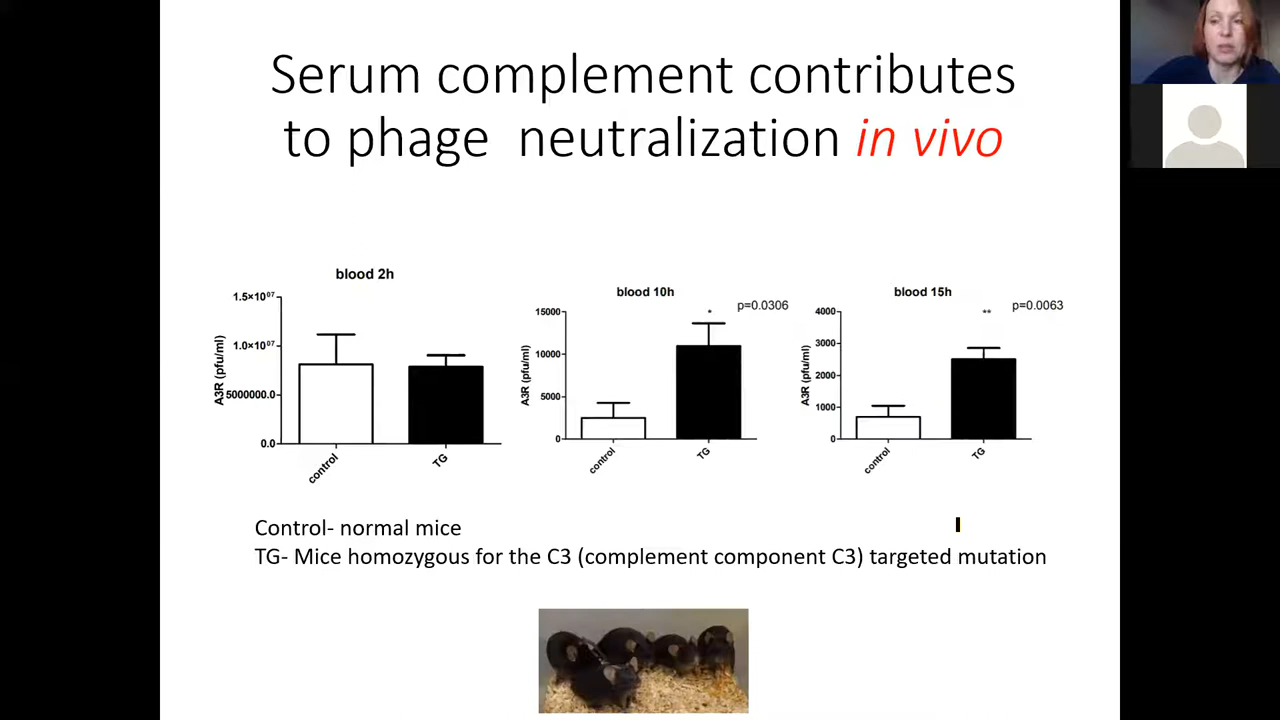 Serum complement contributes
to phage neutralization in vivo
blood 2h
1.5×10⁰⁷
1.0×10⁰⁷
5000000.0
0.0
A3R (pfu/ml)
control
TG
blood 10h
p=0.0306
*
15000
10000
5000
0
A3R (pfu/ml)
control
TG
blood 15h
p=0.0063
**
4000
3000
2000
1000
0
A3R (pfu/ml)
control
TG
Control- normal mice
TG- Mice homozygous for the C3 (complement component C3) targeted mutation